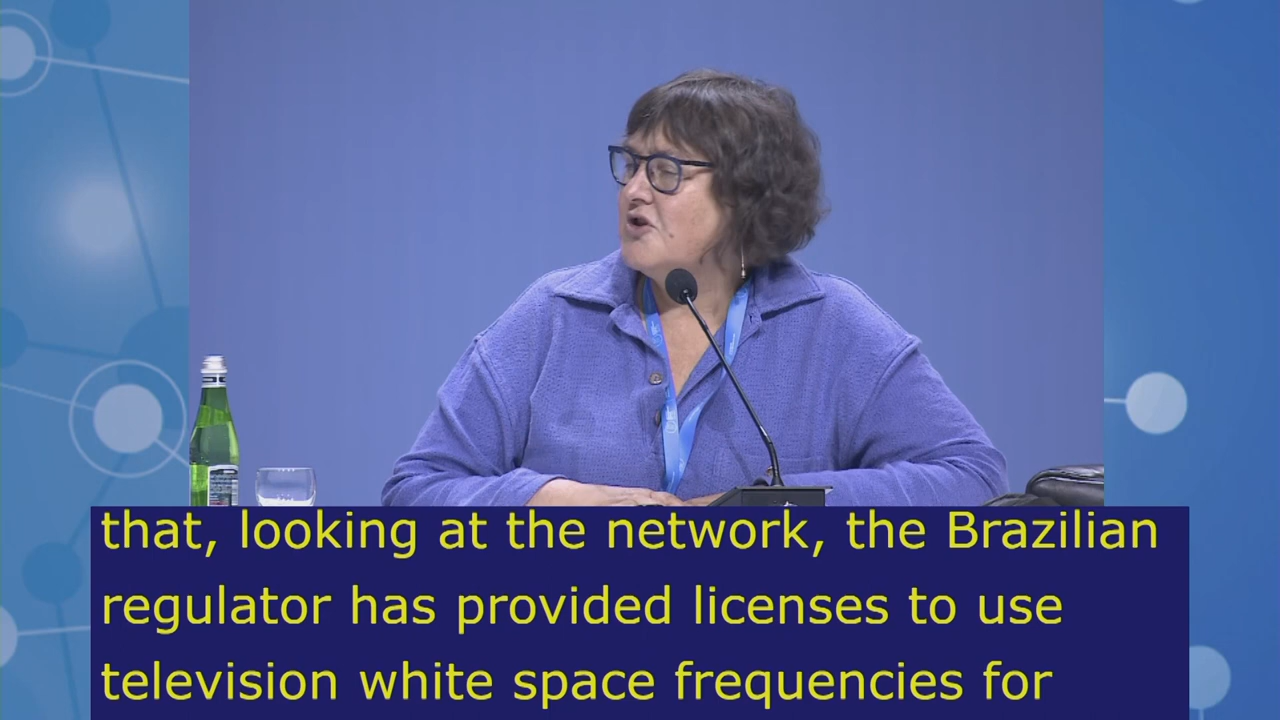 that, looking at the network, the Brazilian
regulator has provided licenses to use
television white space frequencies for